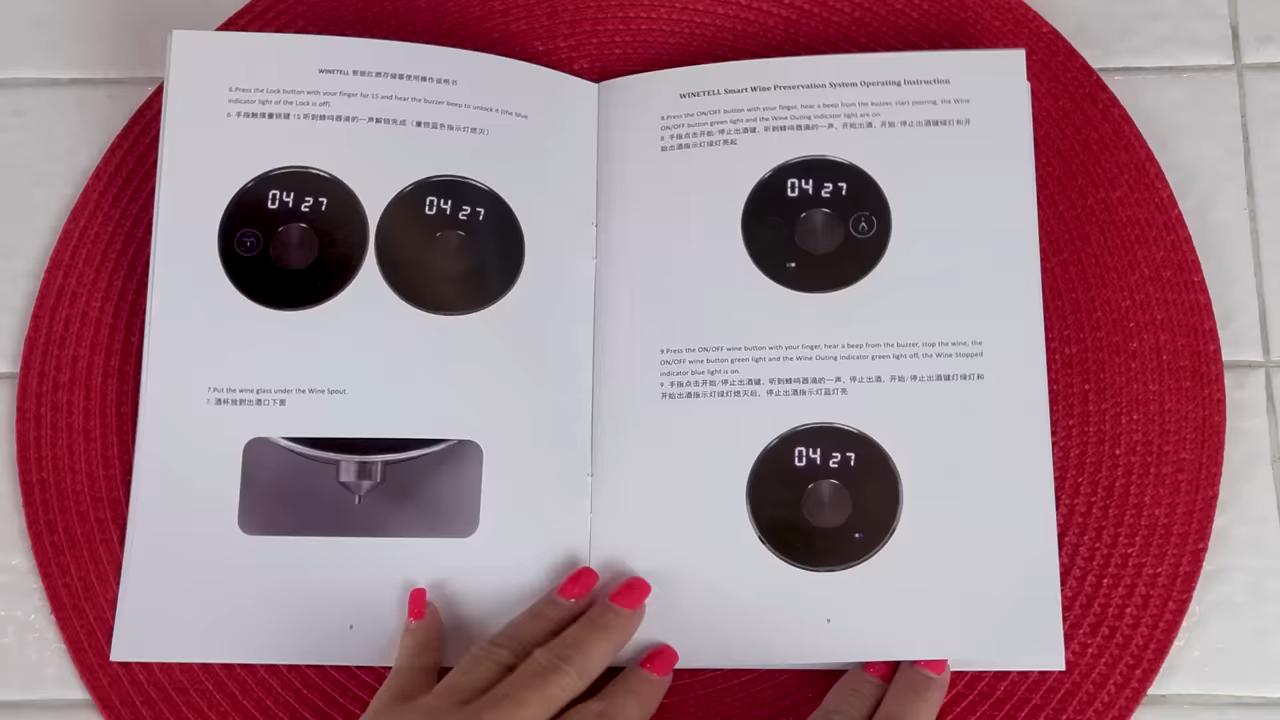 WINETELL 智能红酒存储器使用操作说明书
6.Press the Lock button with your finger for 1S and hear the buzzer beep to unlock it (the blue
indicator light of the Lock is off).
6 手指触摸童锁键 1S 听到蜂鸣器滴的一声解锁完成（童锁蓝色指示灯熄灭）
04 27
04 27
7.Put the wine glass under the Wine Spout.
7. 酒杯放到出酒口下面
8
WINETELL Smart Wine Preservation System Operating Instruction
8.Press the ON/OFF button with your finger, hear a beep from the buzzer, start pouring, the Wine
ON/OFF button green light and the Wine Outing indicator light are on.
8 手指点击开始/停止出酒键，听到蜂鸣器滴的一声，开始出酒，开始/停止出酒键绿灯和开
始出酒指示灯绿灯亮起
04 27
9.Press the ON/OFF wine button with your finger, hear a beep from the buzzer, stop the wine, the
ON/OFF wine button green light and the Wine Outing indicator green light off, the Wine Stopped
indicator blue light is on.
9 手指点击开始/停止出酒键，听到蜂鸣器滴的一声，停止出酒，开始/停止出酒键灯绿灯和
开始出酒指示灯绿灯熄灭后，停止出酒指示灯蓝灯亮
04 27
9